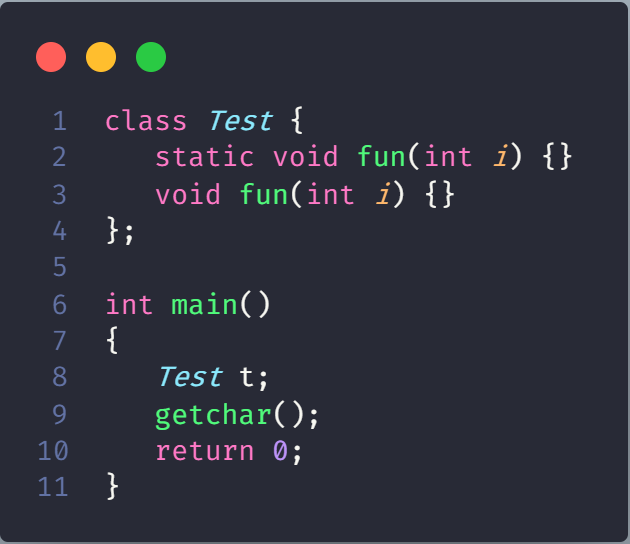 1 class Test {
2 static void fun(int i) {}
3 void fun(int i) {}
4 };
5
6 int main()
7 {
8 Test t;
9 getchar();
10 return 0;
11 }